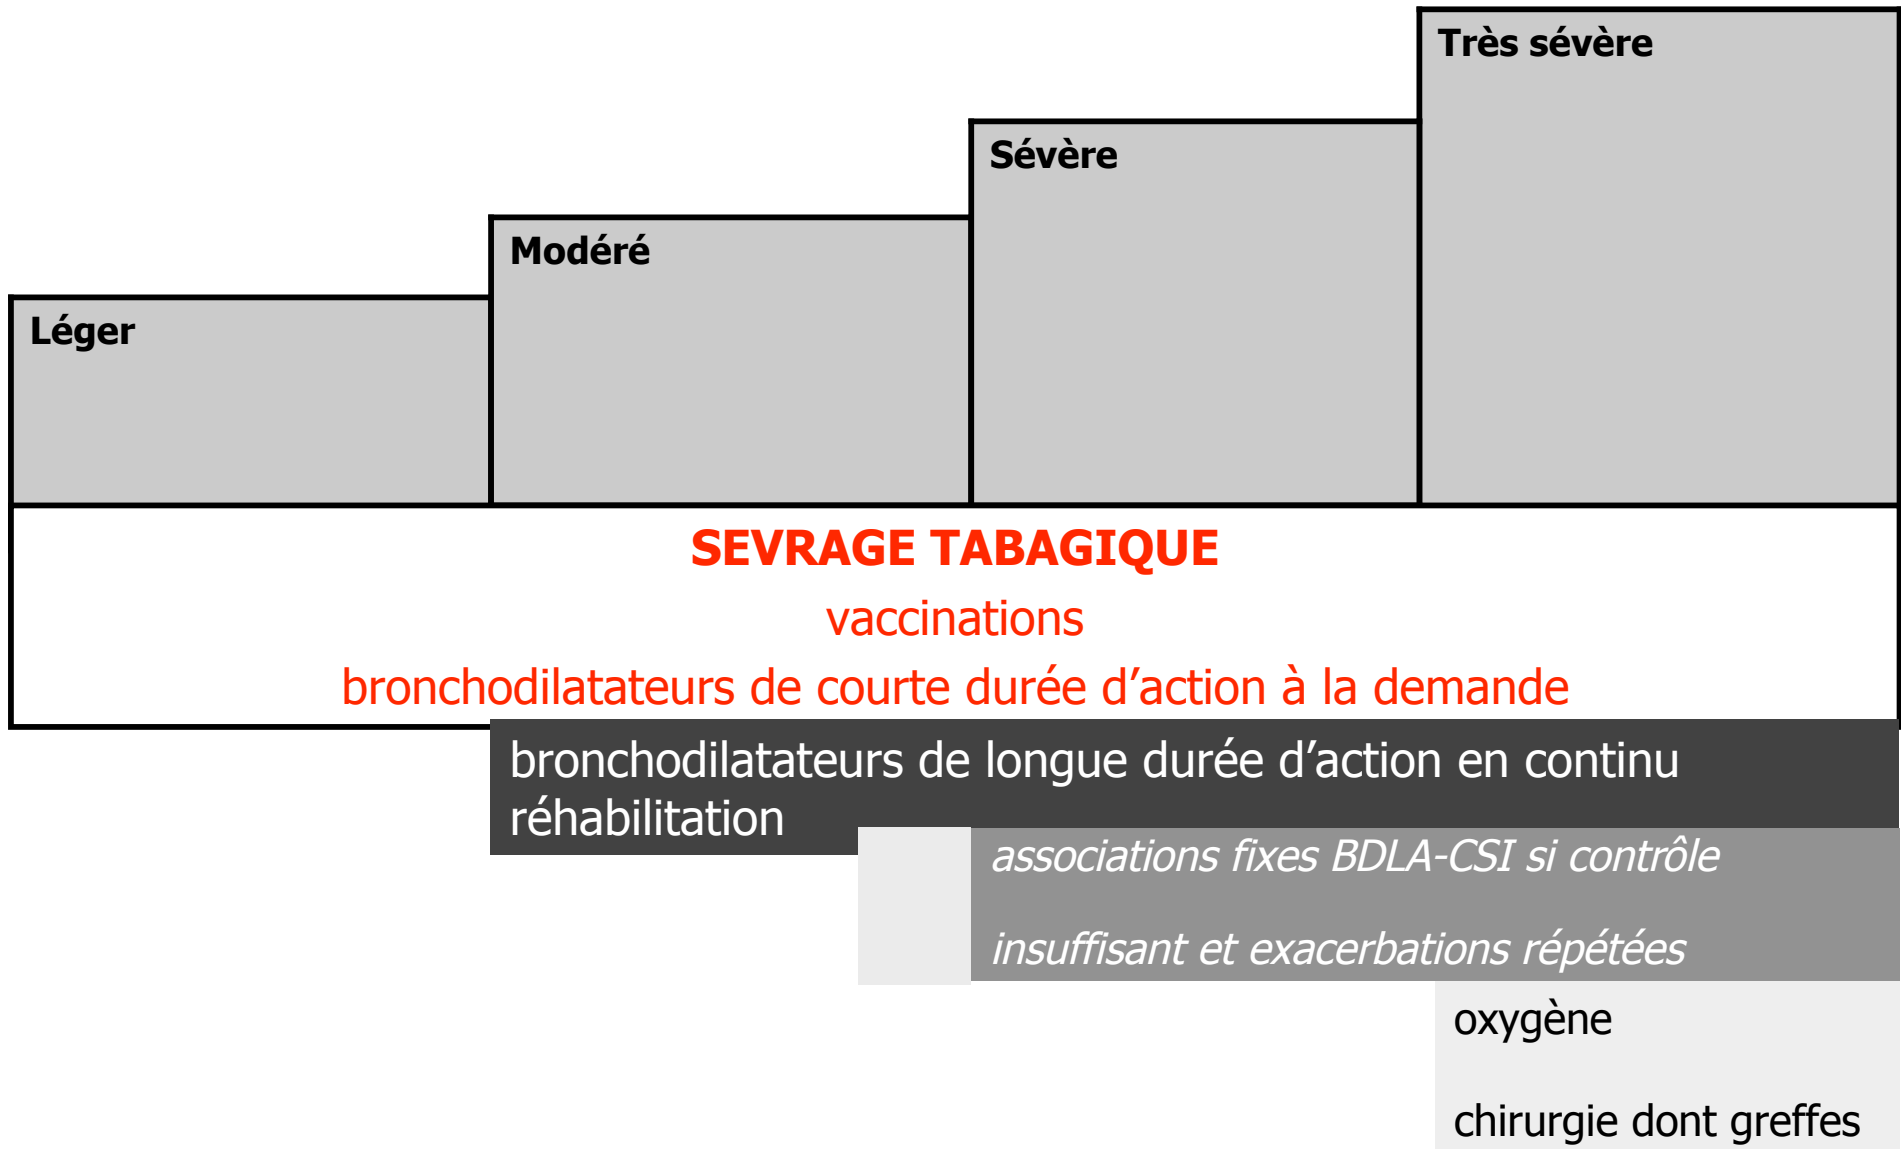 Très sévère
Sévère
Modéré
Léger
SEVRAGE TABAGIQUE
vaccinations
bronchodilatateurs de courte durée d’action à la demande
bronchodilatateurs de longue durée d’action en continu
réhabilitation
associations fixes BDLA-CSI si contrôle
insuffisant et exacerbations répétées
oxygène
chirurgie dont greffes